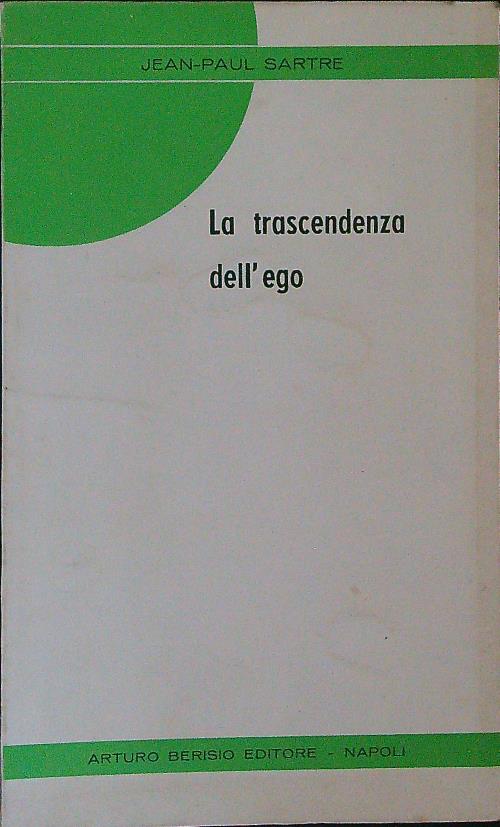 JEAN-PAUL SARTRE
La trascendenza
dell'ego
ARTURO BERISIO EDITORE - NAPOLI